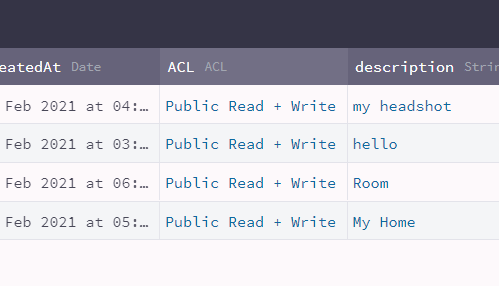 eatedAt Date ACL ACL description Strin
Feb 2021 at 04:… Public Read + Write my headshot
Feb 2021 at 03:… Public Read + Write hello
Feb 2021 at 06:… Public Read + Write Room
Feb 2021 at 05:… Public Read + Write My Home